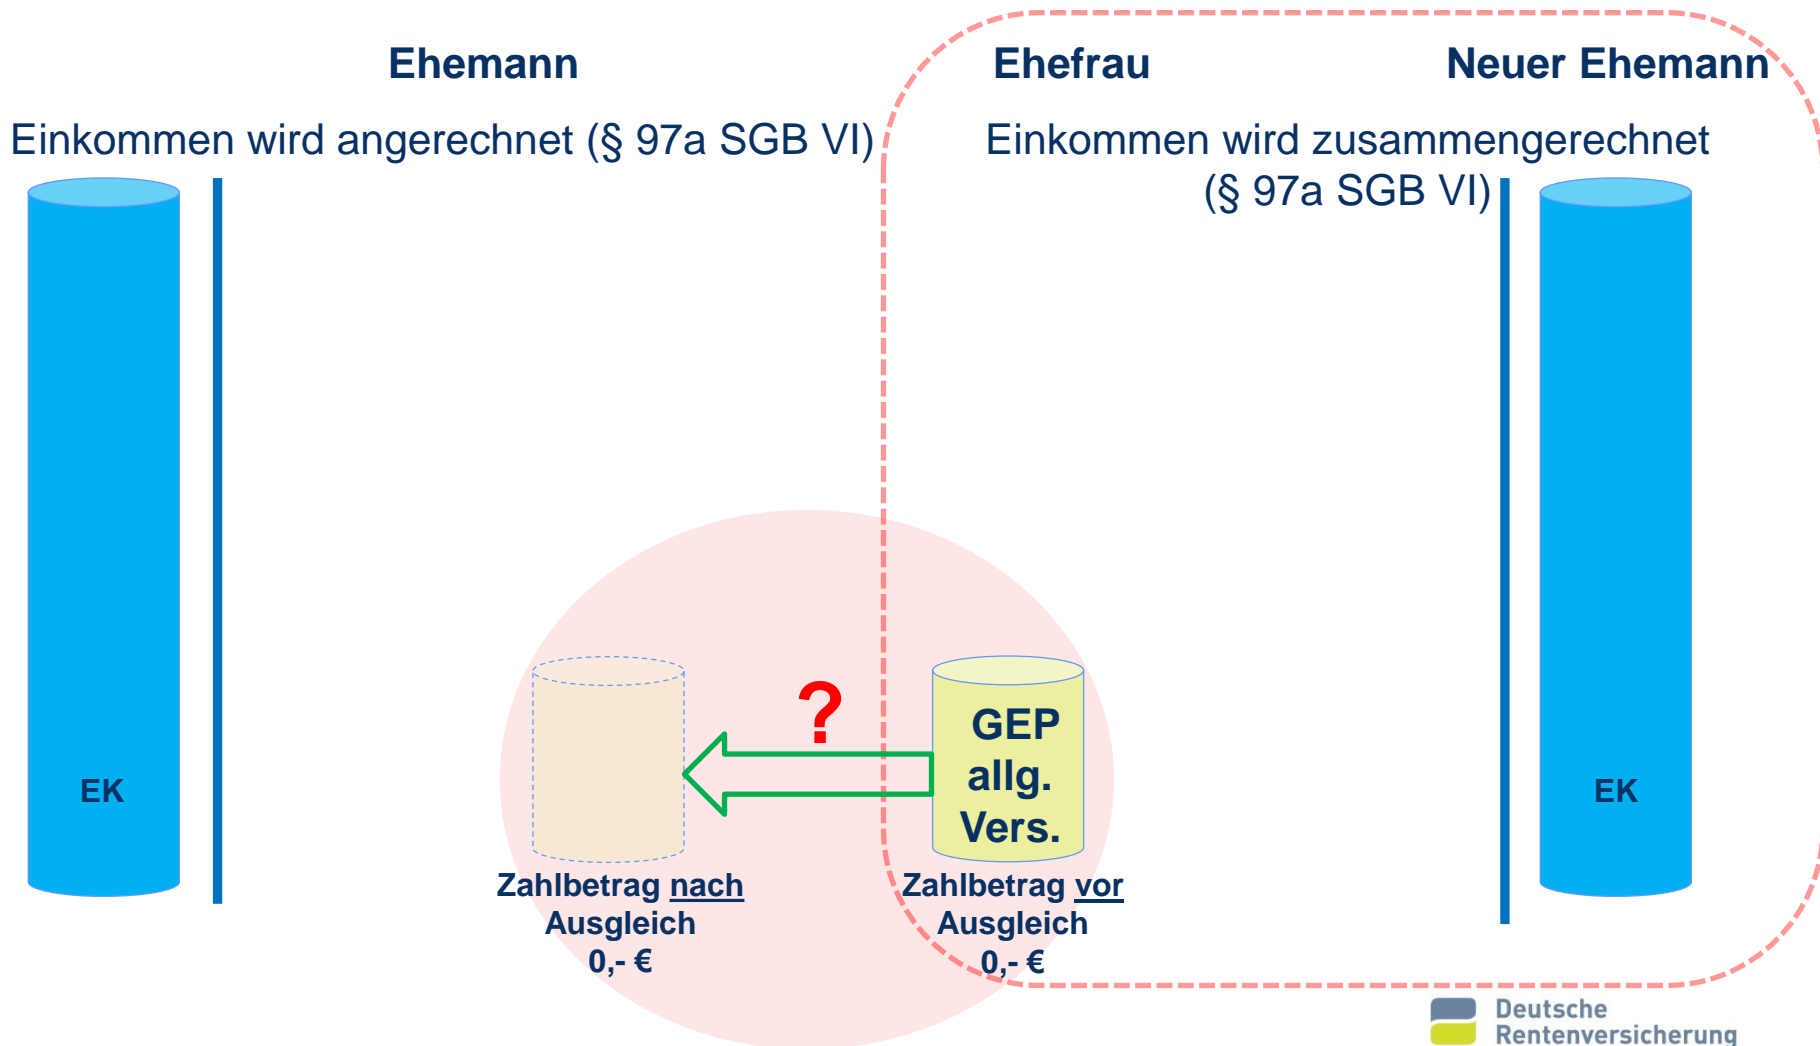 Ehemann
Ehefrau
Neuer Ehemann
Einkommen wird angerechnet (§ 97a SGB VI)
Einkommen wird zusammengerechnet
(§ 97a SGB VI)
EK
?
GEP
allg.
Vers.
EK
Zahlbetrag nach
Ausgleich
0,- €
Zahlbetrag vor
Ausgleich
0,- €
Deutsche
Rentenversicherung